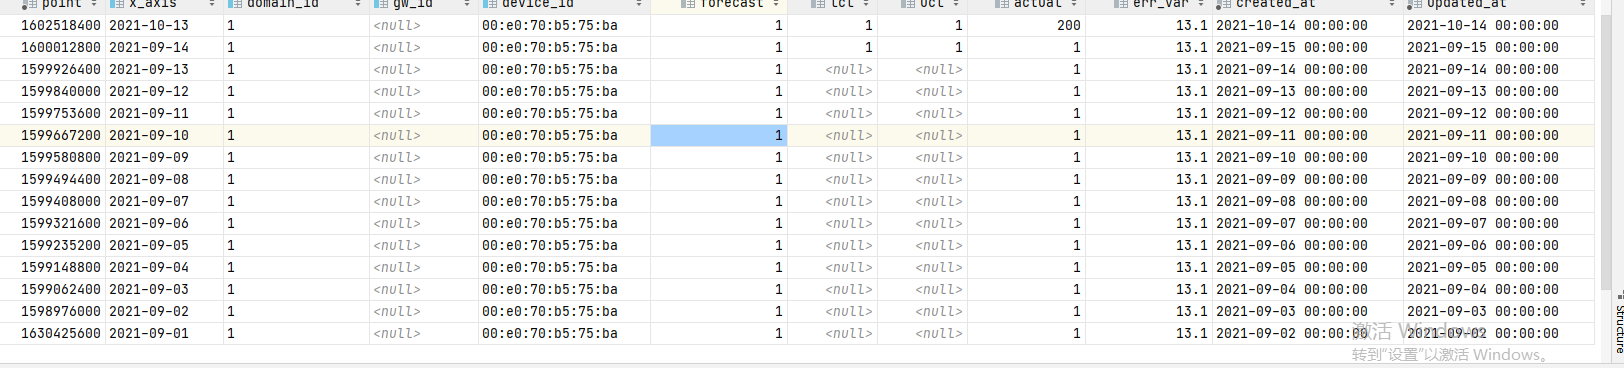 point x_axis domain_id gw_id device_id forecast lct uct actual err_var created_at updated_at
1602518400 2021-10-13 1 <null> 00:e0:70:b5:75:ba 1 1 1 200 13.1 2021-10-14 00:00:00 2021-10-14 00:00:00
1600012800 2021-09-14 1 <null> 00:e0:70:b5:75:ba 1 1 1 1 13.1 2021-09-15 00:00:00 2021-09-15 00:00:00
1599926400 2021-09-13 1 <null> 00:e0:70:b5:75:ba 1 <null> <null> 1 13.1 2021-09-14 00:00:00 2021-09-14 00:00:00
1599840000 2021-09-12 1 <null> 00:e0:70:b5:75:ba 1 <null> <null> 1 13.1 2021-09-13 00:00:00 2021-09-13 00:00:00
1599753600 2021-09-11 1 <null> 00:e0:70:b5:75:ba 1 <null> <null> 1 13.1 2021-09-12 00:00:00 2021-09-12 00:00:00
1599667200 2021-09-10 1 <null> 00:e0:70:b5:75:ba 1 <null> <null> 1 13.1 2021-09-11 00:00:00 2021-09-11 00:00:00
1599580800 2021-09-09 1 <null> 00:e0:70:b5:75:ba 1 <null> <null> 1 13.1 2021-09-10 00:00:00 2021-09-10 00:00:00
1599494400 2021-09-08 1 <null> 00:e0:70:b5:75:ba 1 <null> <null> 1 13.1 2021-09-09 00:00:00 2021-09-09 00:00:00
1599408000 2021-09-07 1 <null> 00:e0:70:b5:75:ba 1 <null> <null> 1 13.1 2021-09-08 00:00:00 2021-09-08 00:00:00
1599321600 2021-09-06 1 <null> 00:e0:70:b5:75:ba 1 <null> <null> 1 13.1 2021-09-07 00:00:00 2021-09-07 00:00:00
1599235200 2021-09-05 1 <null> 00:e0:70:b5:75:ba 1 <null> <null> 1 13.1 2021-09-06 00:00:00 2021-09-06 00:00:00
1599148800 2021-09-04 1 <null> 00:e0:70:b5:75:ba 1 <null> <null> 1 13.1 2021-09-05 00:00:00 2021-09-05 00:00:00
1599062400 2021-09-03 1 <null> 00:e0:70:b5:75:ba 1 <null> <null> 1 13.1 2021-09-04 00:00:00 2021-09-04 00:00:00
1598976000 2021-09-02 1 <null> 00:e0:70:b5:75:ba 1 <null> <null> 1 13.1 2021-09-03 00:00:00 2021-09-03 00:00:00
1630425600 2021-09-01 1 <null> 00:e0:70:b5:75:ba 1 <null> <null> 1 13.1 2021-09-02 00:00:00 2021-09-02 00:00:00
激活 Windows
转到"设置"以激活 Windows。
Structure